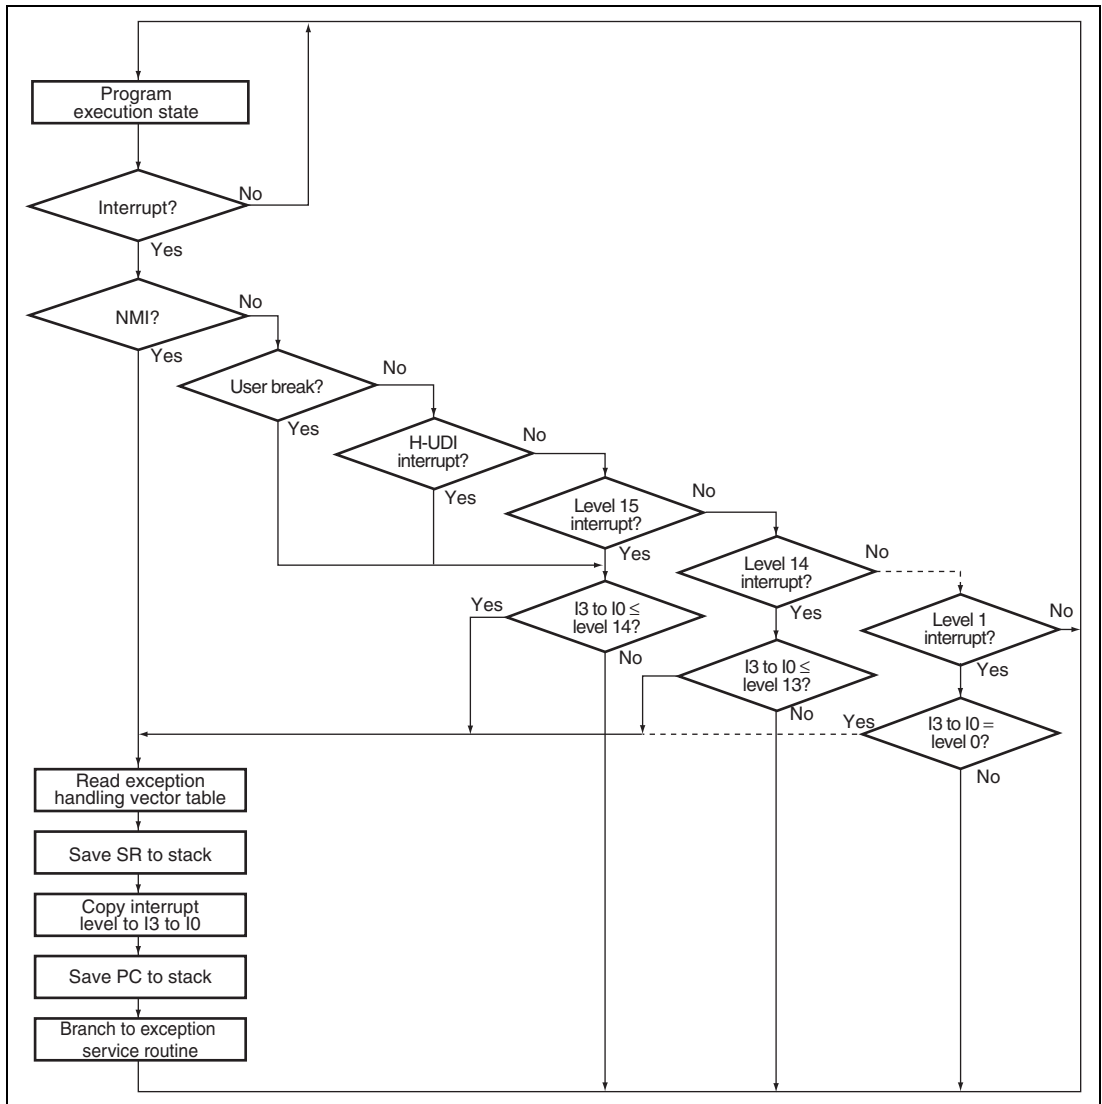 Program
execution state
Interrupt?
No
Yes
NMI?
No
Yes
User break?
No
Yes
H-UDI
interrupt?
No
Yes
Level 15
interrupt?
No
Yes
Level 14
interrupt?
No
Yes
Level 1
interrupt?
No
Yes
I3 to I0 ≤
level 14?
Yes
No
I3 to I0 ≤
level 13?
No
I3 to I0 =
level 0?
Yes
No
Read exception
handling vector table
Save SR to stack
Copy interrupt
level to I3 to I0
Save PC to stack
Branch to exception
service routine